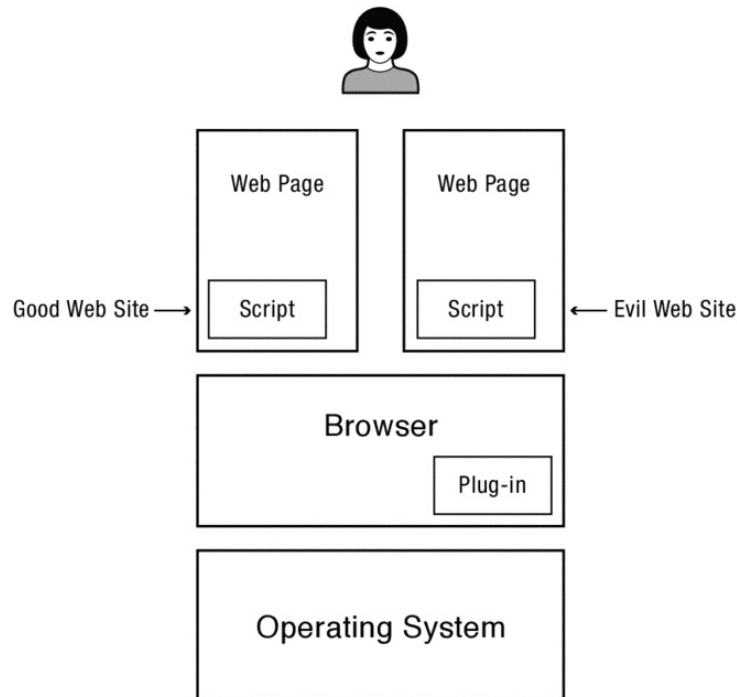 Web Page
Web Page
Good Web Site
Script
Script
Evil Web Site
Browser
Plug-in
Operating System